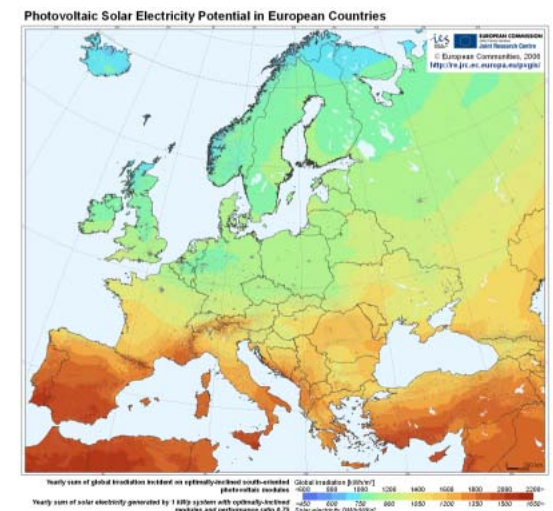 Photovoltaic Solar Electricity Potential in European Countries
EUROPEAN COMMISSION
Joint Research Centre
© European Communities, 2006
http://re.jrc.ec.europa.eu/pvgis/
Yearly sum of global irradiation incident on optimally-inclined south-oriented
photovoltaic modules
Global irradiation [kWh/m²]
<600 800 1000 1200 1400 1600 1800 2000 2200>
Yearly sum of solar electricity generated by 1 kWp system with optimally-inclined
modules and performance ratio 0.75
<450 600 750 900 1050 1200 1350 1500 1650>
Solar electricity